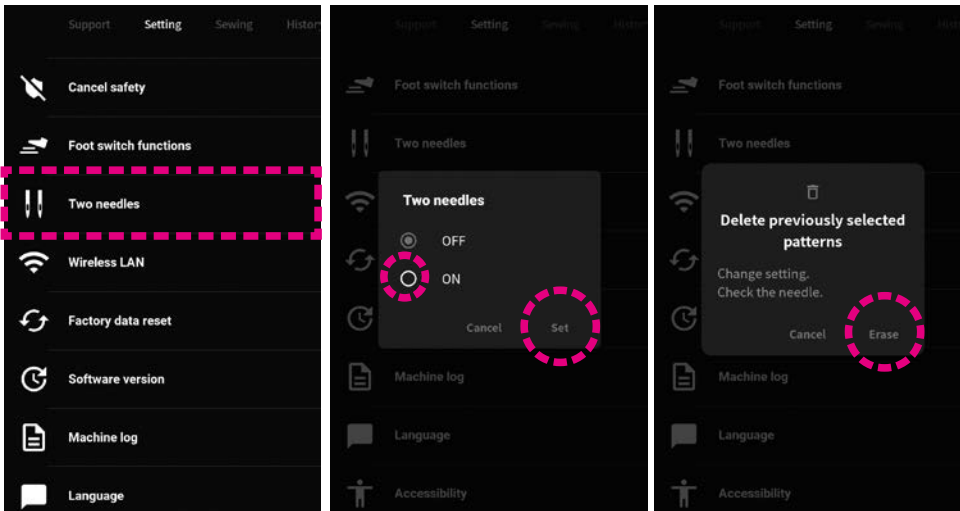 Support Setting Sewing History
Cancel safety
Foot switch functions
Two needles
Wireless LAN
Factory data reset
Software version
Machine log
Language
Support Setting Sewing
Foot switch functions
Two needles
Two needles
OFF
ON
Cancel Set
Machine log
Language
Accessibility
Support Setting Sewing
Foot switch functions
Two needles
Delete previously selected
patterns
Change setting.
Check the needle.
Cancel Erase
Machine log
Language
Accessibility